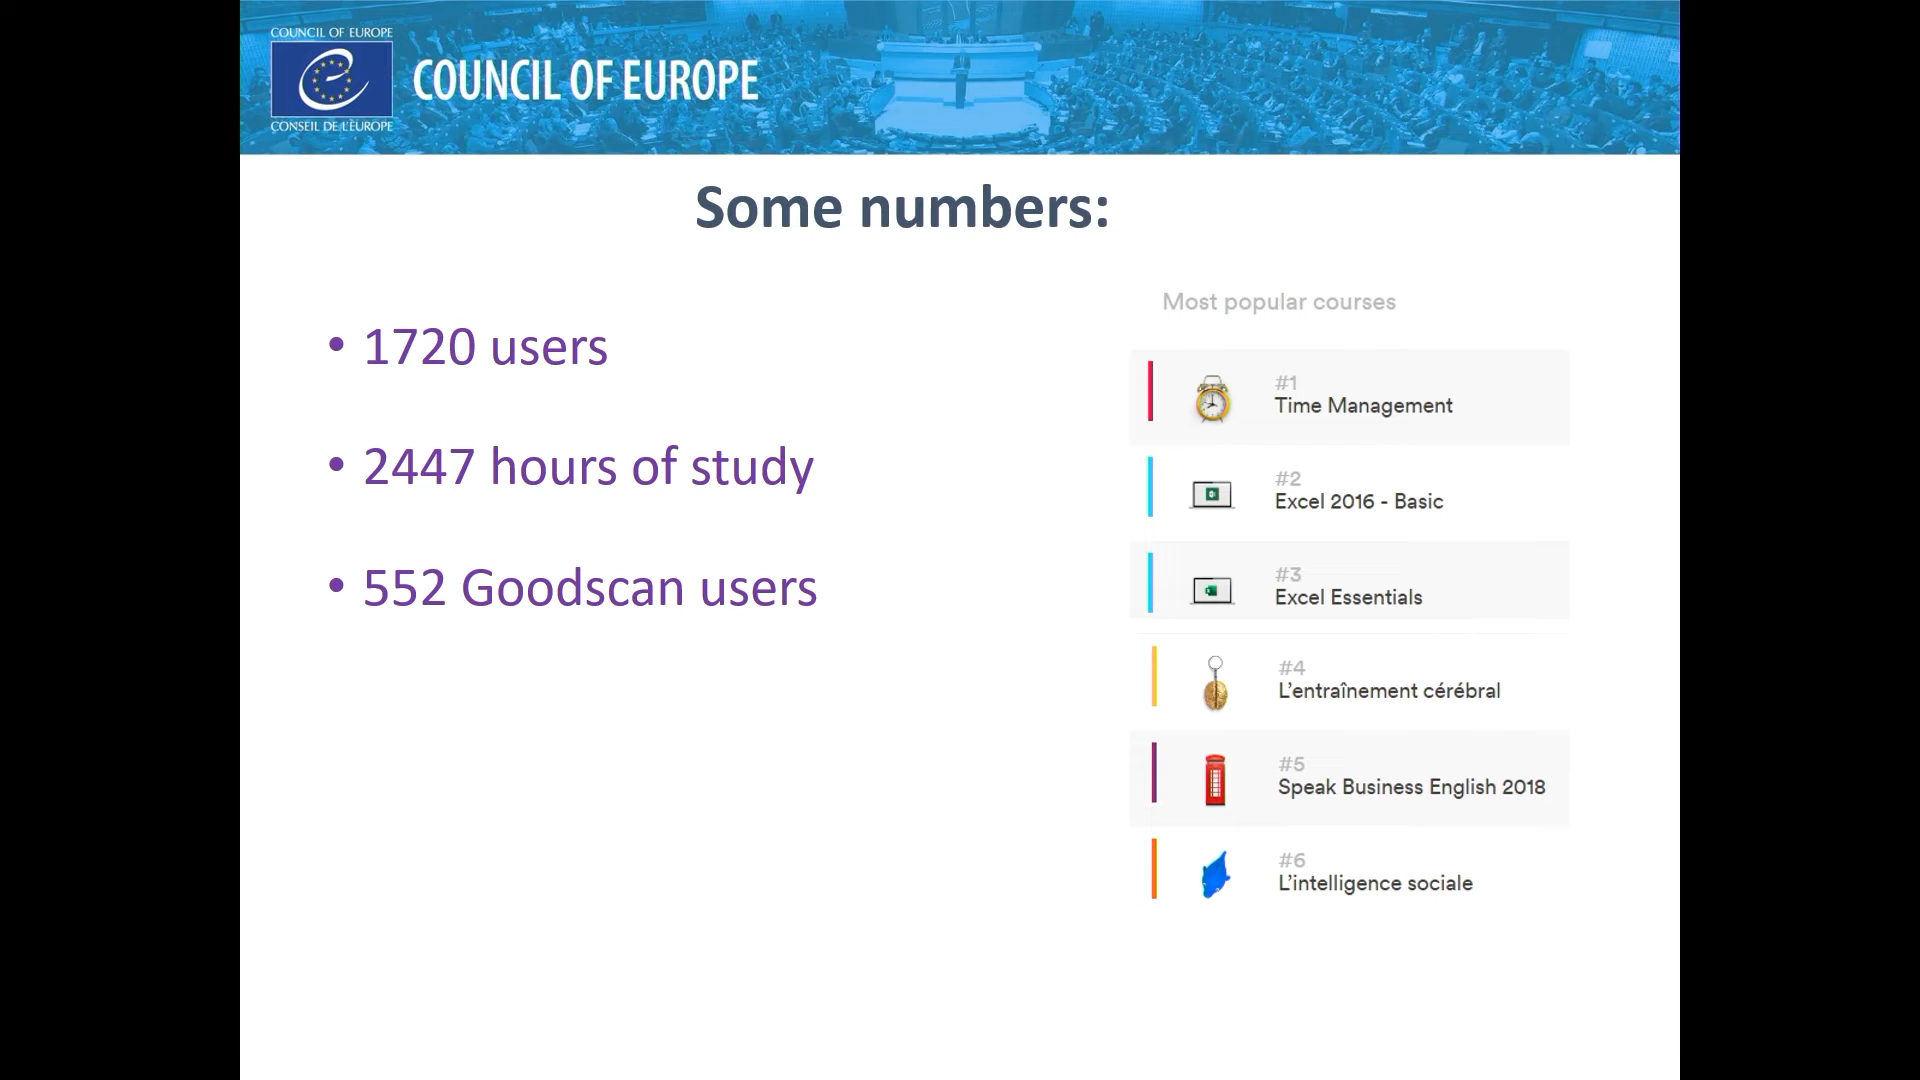 COUNCIL OF EUROPE
COUNCIL OF EUROPE
CONSEIL DE L'EUROPE
Some numbers:
• 1720 users
• 2447 hours of study
• 552 Goodscan users
Most popular courses
#1
Time Management
#2
Excel 2016 - Basic
#3
Excel Essentials
#4
L’entraînement cérébral
#5
Speak Business English 2018
#6
L’intelligence sociale